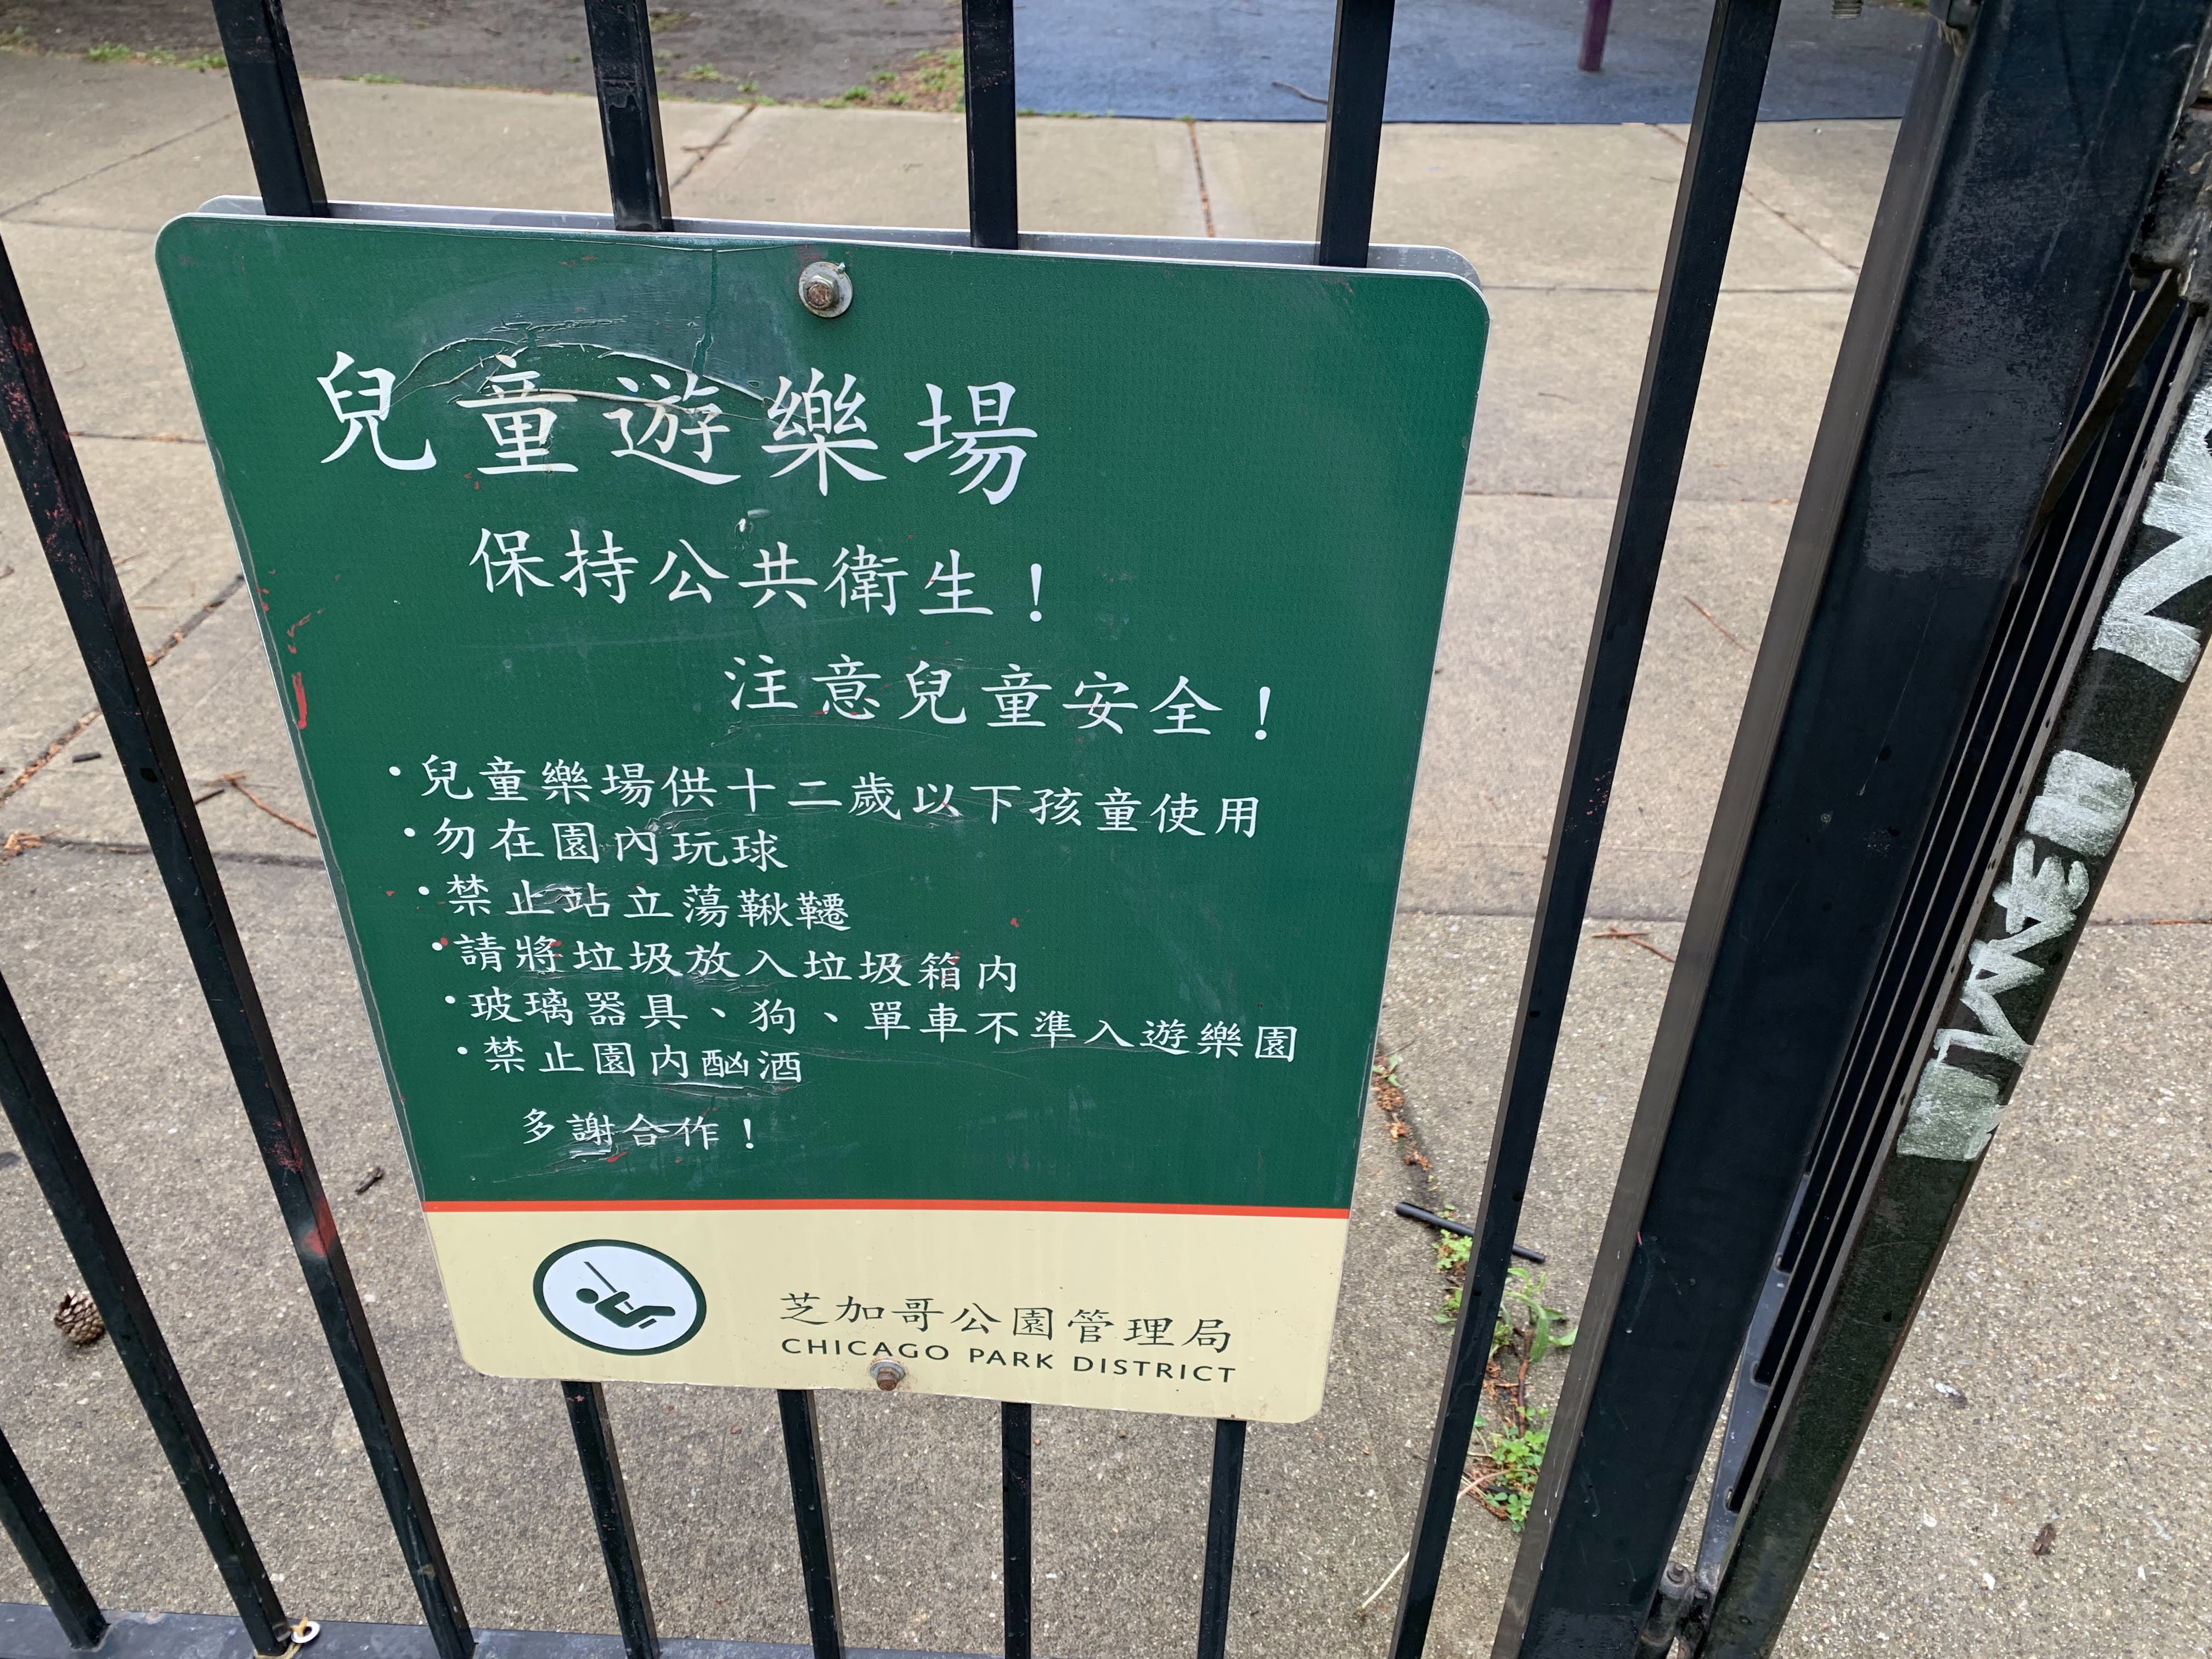 兒童遊樂場
保持公共衛生！
注意兒童安全！
·兒童樂場供十二歲以下孩童使用
·勿在園內玩球
·禁止站立蕩鞦韆
·請將垃圾放入垃圾箱内
·玻璃器具、狗、單車不準入遊樂園
·禁止園内酗酒
多謝合作！
芝加哥公園管理局
CHICAGO PARK DISTRICT